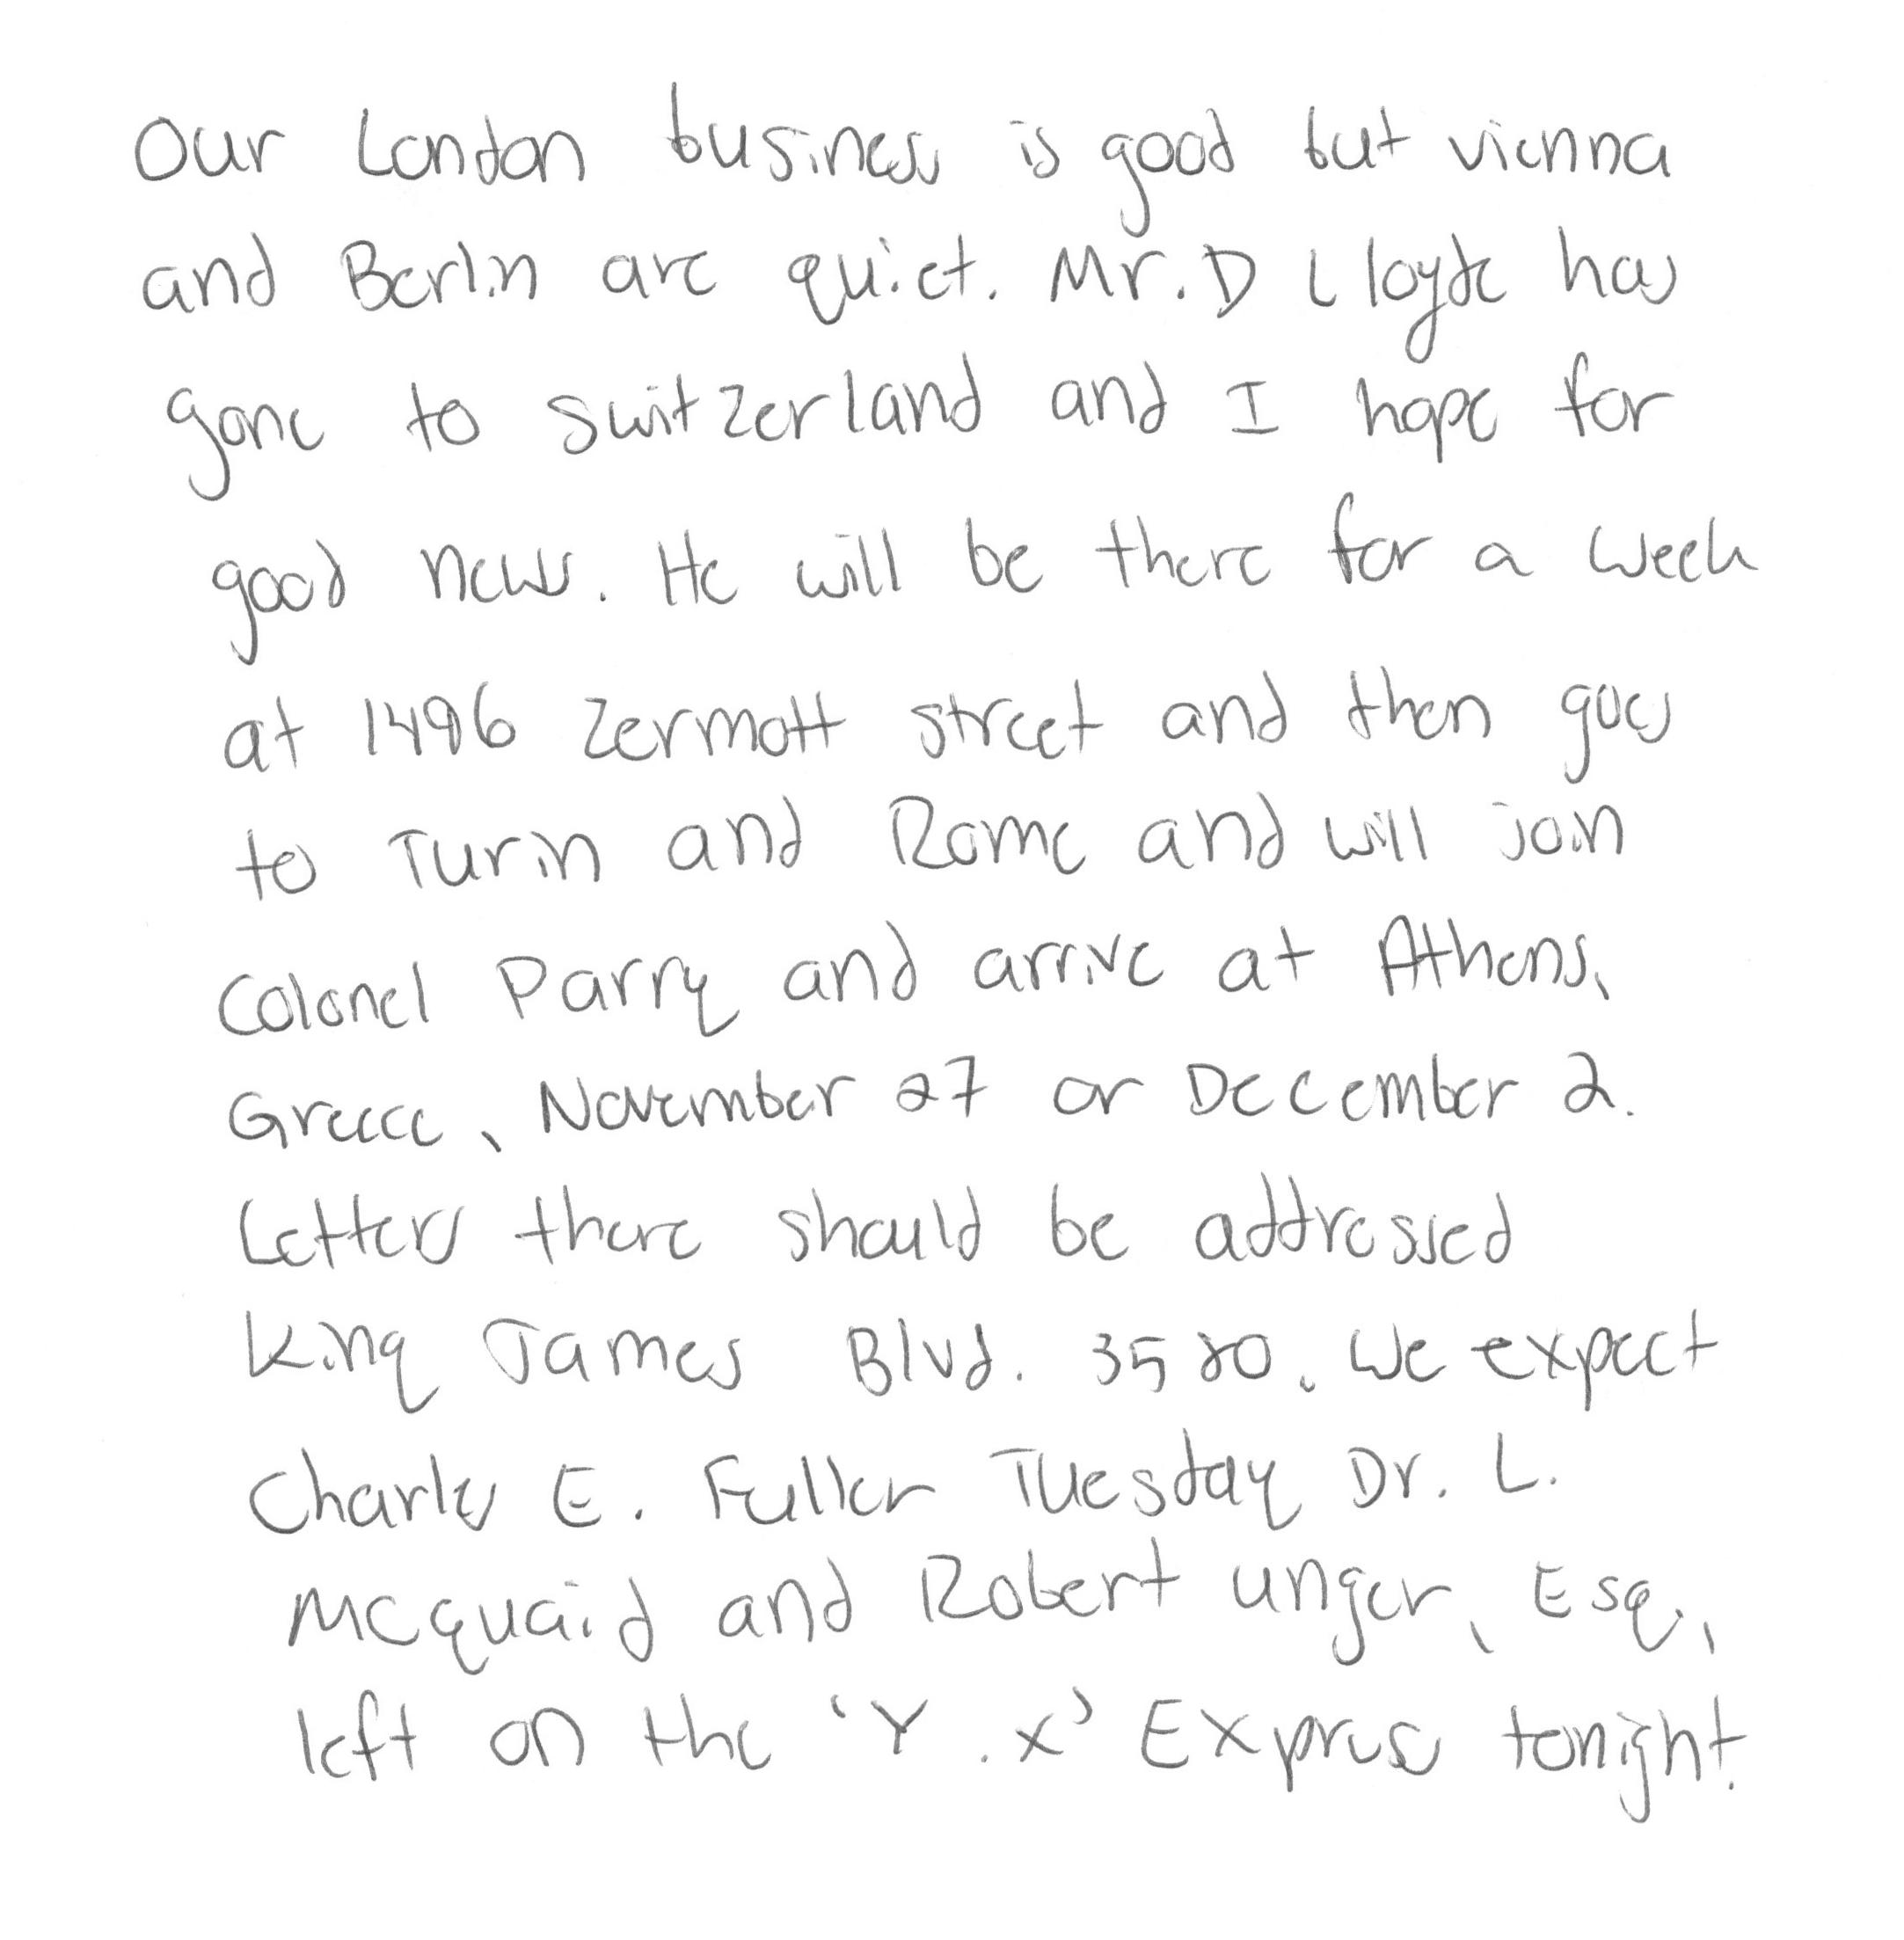 Our London business is good but vienna
and Berlin are quiet. Mr. D Lloyde has
gone to switzerland and I hope for
good news. He will be there for a week
at 1496 Zermott street and then goes
to Turin and Rome and will join
Colonel Parry and arrive at Athens,
Greece, November 27 or December 2.
Letters there should be addressed
King James Blvd. 3580. We expect
Charles E. Fuller Tuesday Dr. L.
McQuaid and Robert unger, Esq.,
left on the 'Y.X' Express tonight.